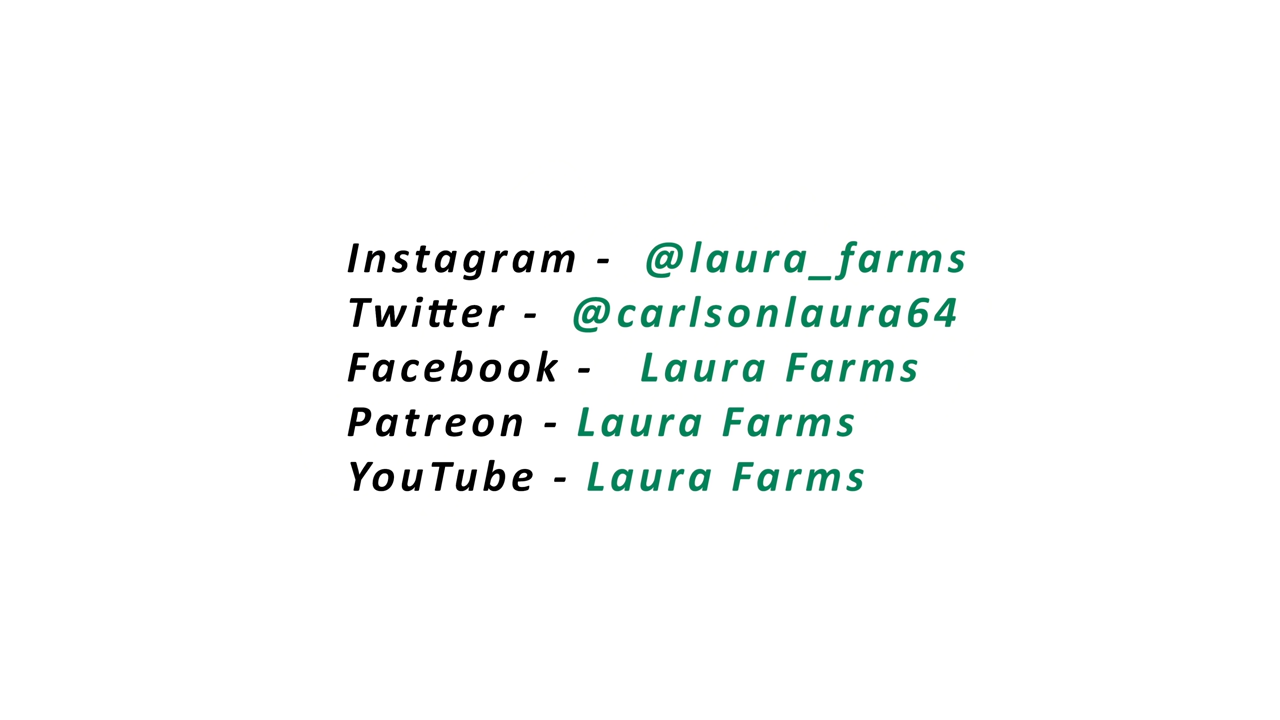 Instagram - @laura_farms
Twitter - @carlsonlaura64
Facebook - Laura Farms
Patreon - Laura Farms
YouTube - Laura Farms